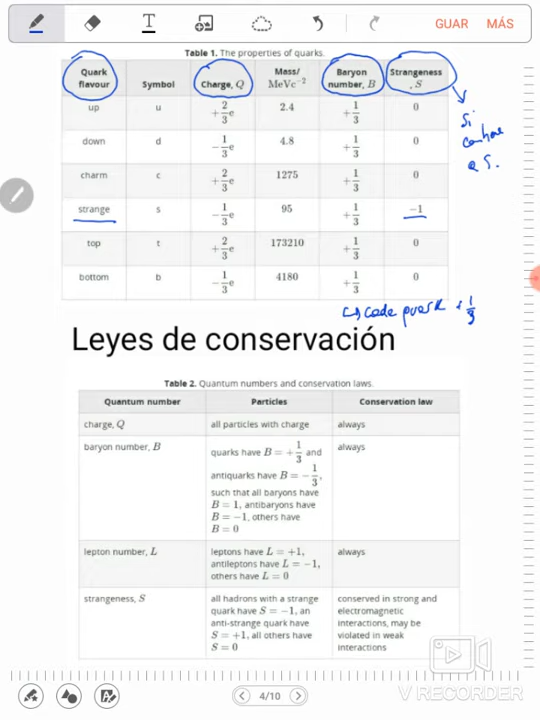 T
GUAR MÁS
Table 1. The properties of quarks.
Quark flavour Symbol Charge, Q Mass/ MeVc⁻² Baryon number, B Strangeness , S
up u +2/3e 2.4 +1/3 0
down d −1/3e 4.8 +1/3 0
charm c +2/3e 1275 +1/3 0
strange s −1/3e 95 +1/3 −1
top t +2/3e 173210 +1/3 0
bottom b −1/3e 4180 +1/3 0
si
S.
cada quark +1/3
Leyes de conservación
Table 2. Quantum numbers and conservation laws.
Quantum number Particles Conservation law
charge, Q all particles with charge always
baryon number, B quarks have B = +1/3 and always
antiquarks have B = −1/3,
such that all baryons have
B = 1, antibaryons have
B = −1, others have
B = 0
lepton number, L leptons have L = +1, always
antileptons have L = −1,
others have L = 0
strangeness, S all hadrons with a strange conserved in strong and
quark have S = −1, an electromagnetic
anti-strange quark have interactions, may be
S = +1, all others have violated in weak
S = 0 interactions
4/10
V RECORDER